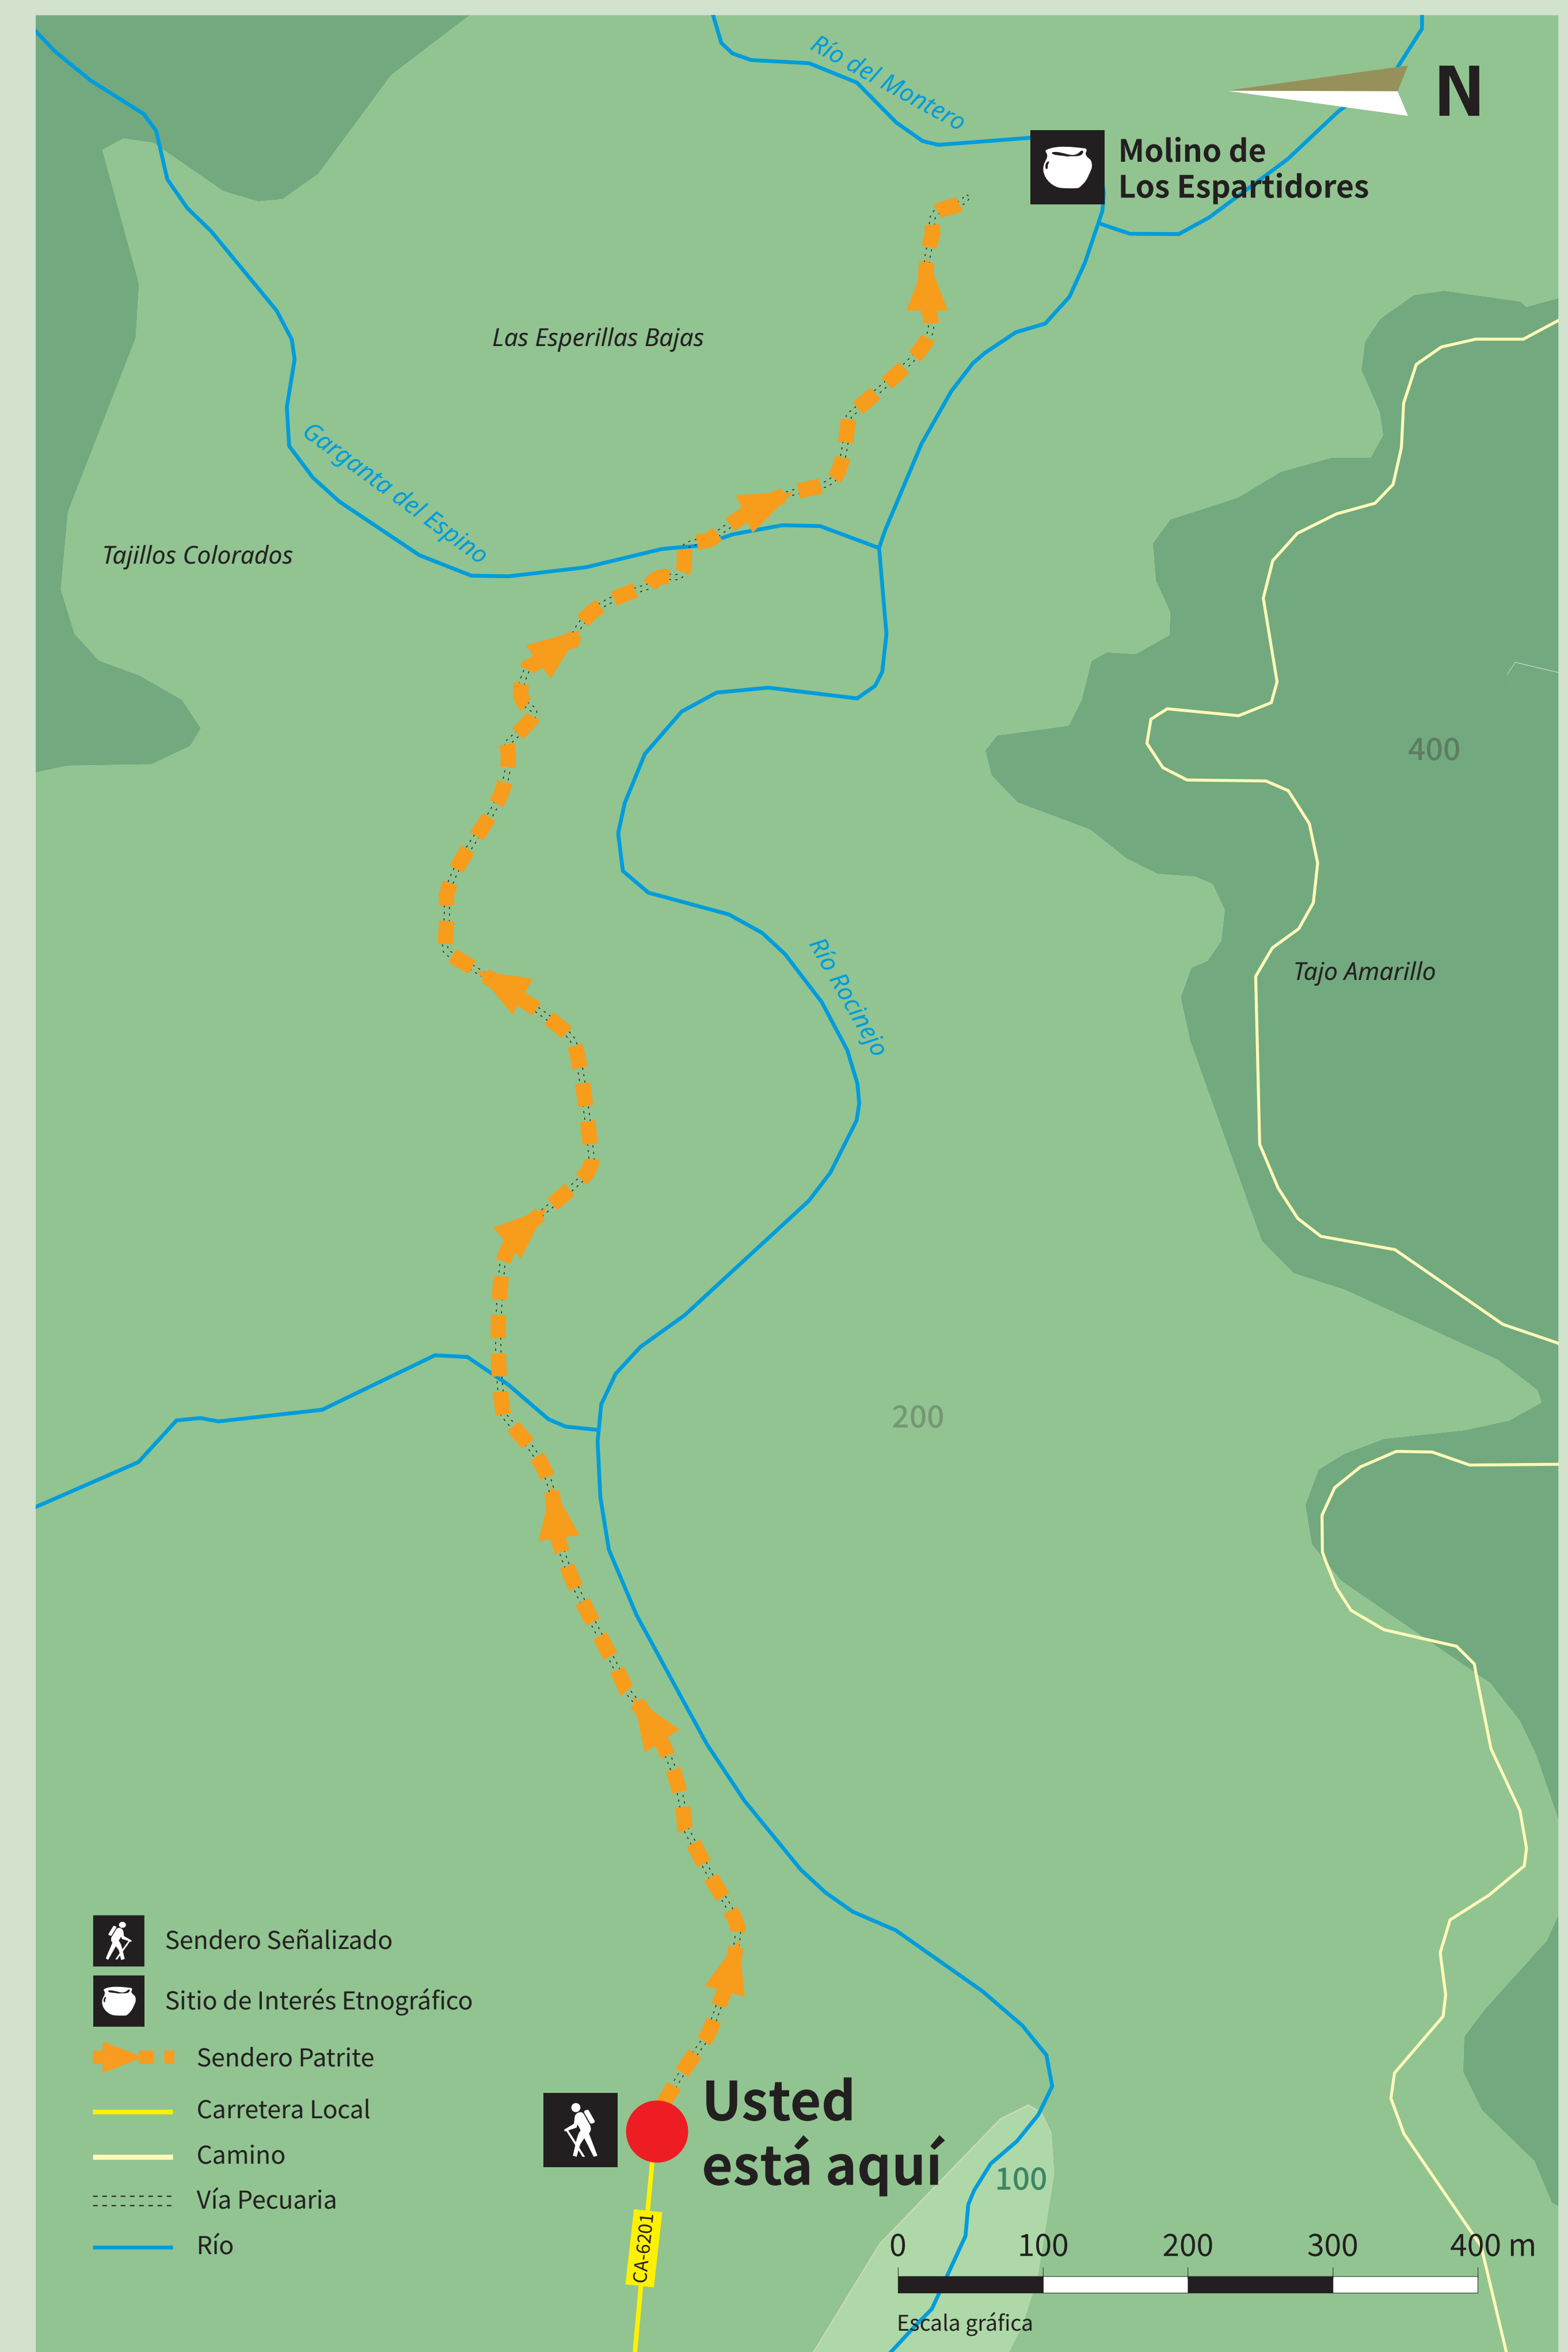 Río del Montero
N
Molino de
Los Espartidores
Las Esperillas Bajas
Garganta del Espino
Tajillos Colorados
400
Río Rocinejo
Tajo Amarillo
200
Sendero Señalizado
Sitio de Interés Etnográfico
Sendero Patrite
Carretera Local
Camino
Vía Pecuaria
Río
Usted
está aquí
100
CA-6201
0 100 200 300 400 m
Escala gráfica